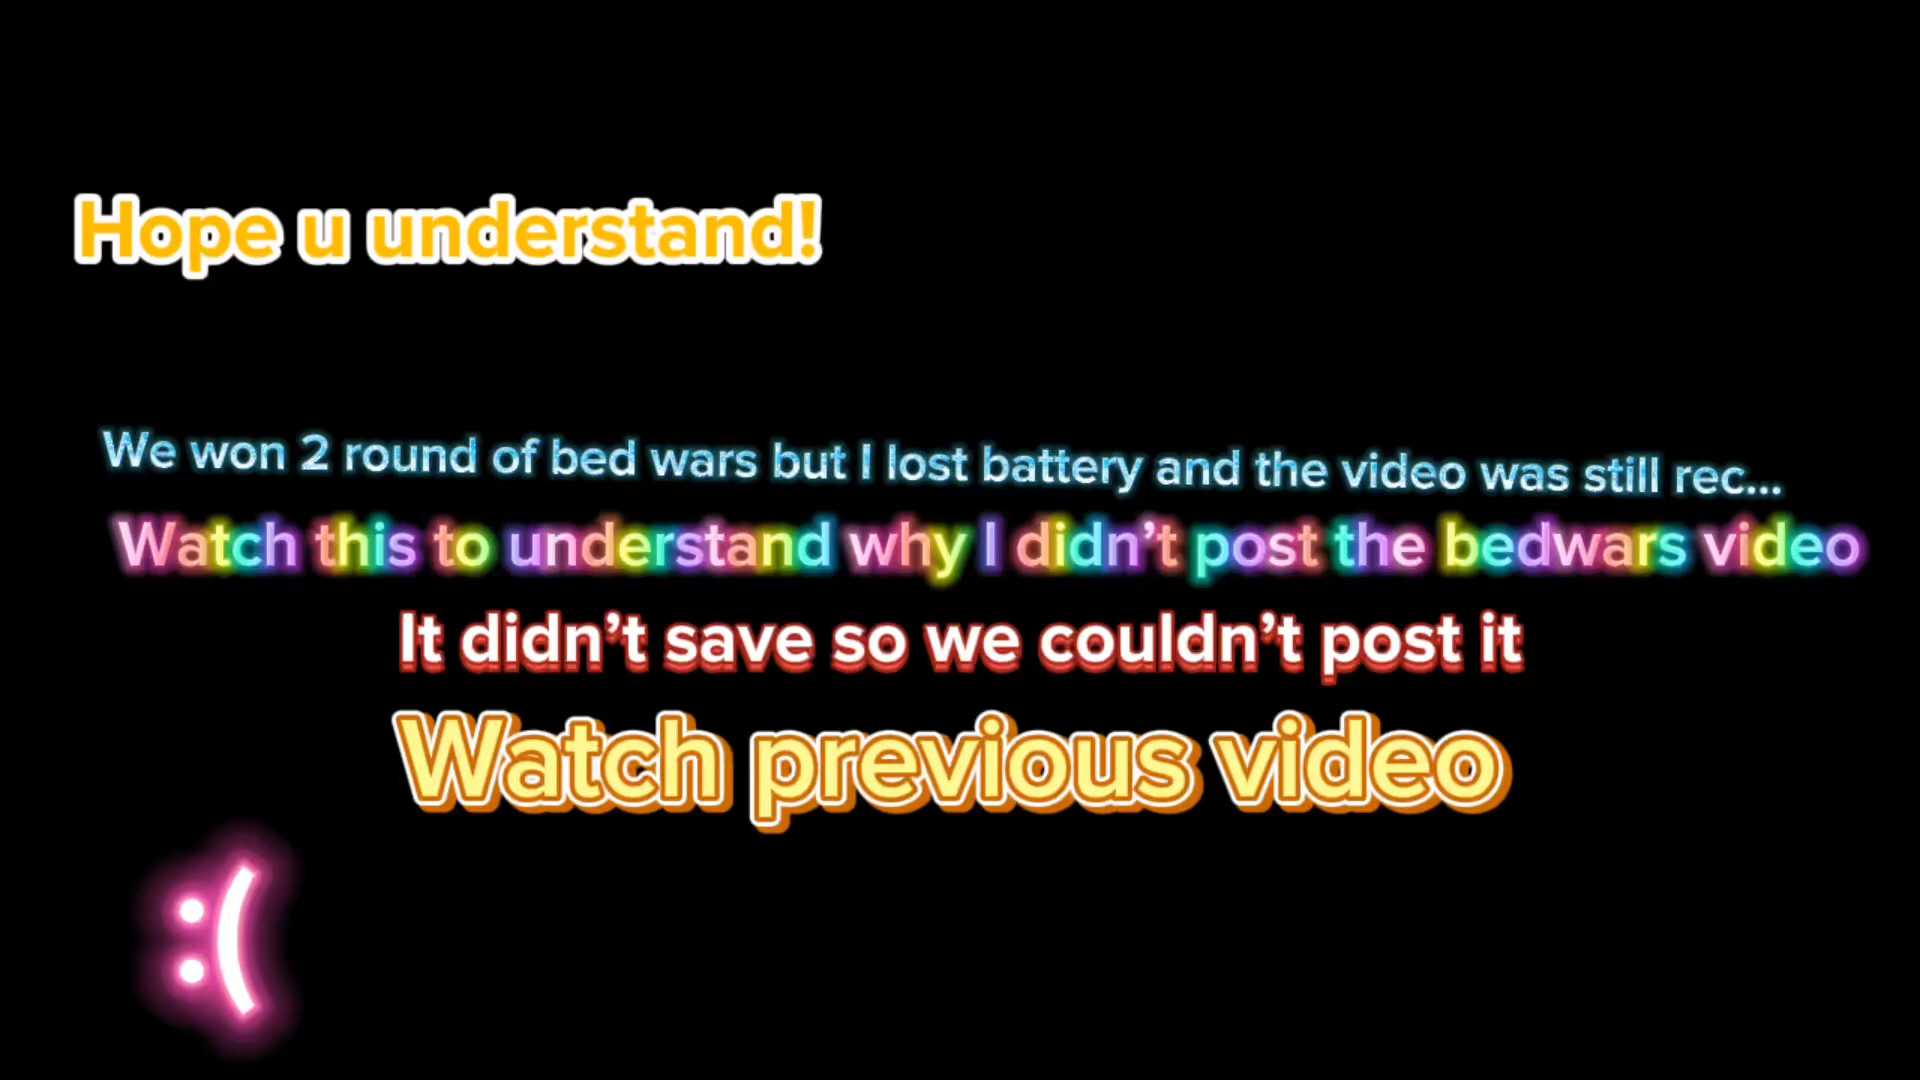 Hope u understand!
We won 2 round of bed wars but I lost battery and the video was still rec...
Watch this to understand why I didn’t post the bedwars video
It didn’t save so we couldn’t post it
Watch previous video
:(